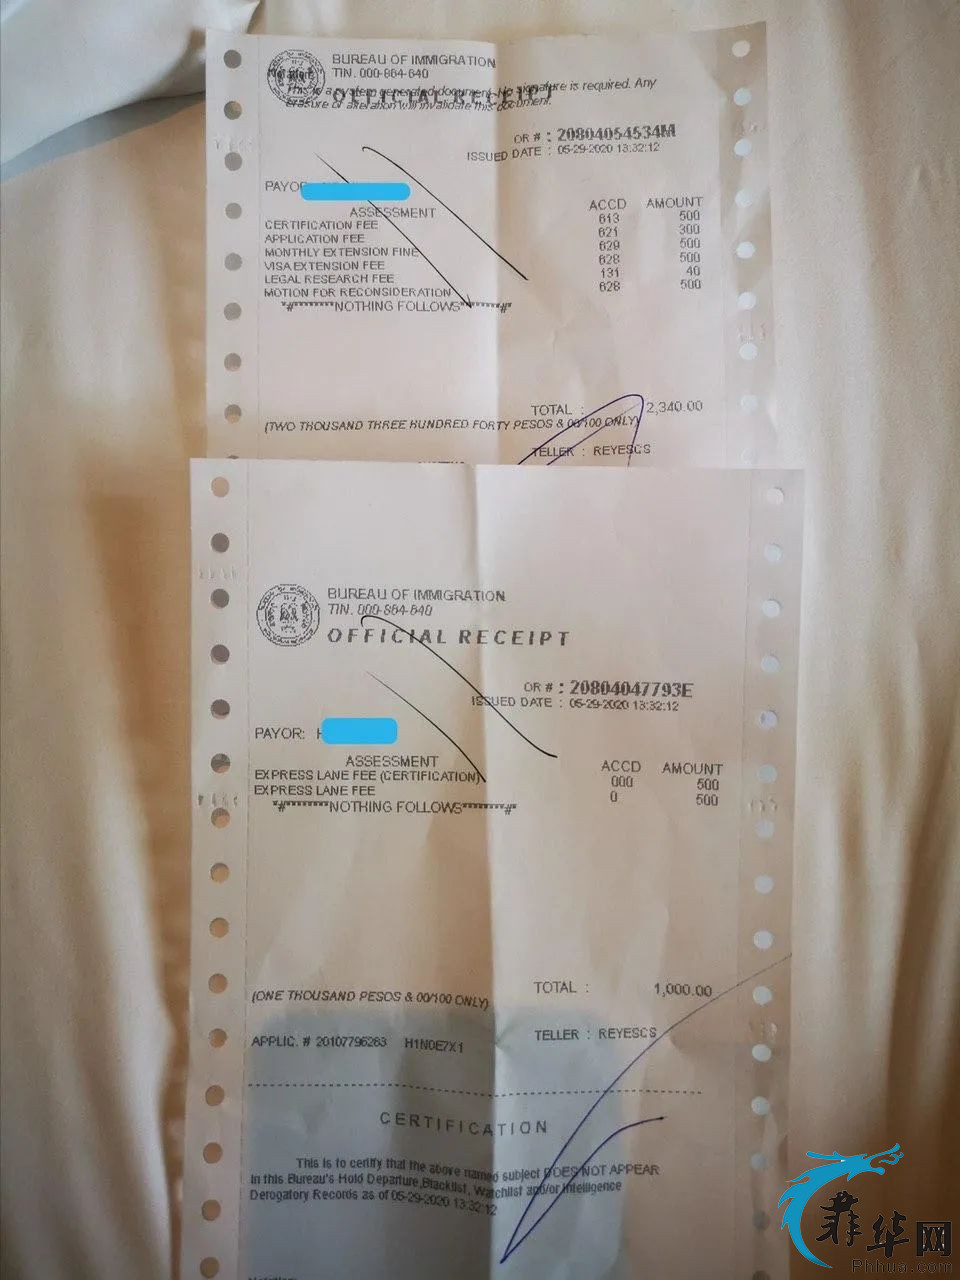 BUREAU OF IMMIGRATION
TIN. 000-864-640
This is a system generated document. No signature is required. Any
erasure or alteration will invalidate this document.
OFFICIAL RECEIPT
OR # : 20804054534M
ISSUED DATE : 05-29-2020 13:32:12
PAYOR
ASSESSMENT ACCD AMOUNT
CERTIFICATION FEE 613 500
APPLICATION FEE 621 300
MONTHLY EXTENSION FINE 629 500
VISA EXTENSION FEE 628 500
LEGAL RESEARCH FEE 131 40
MOTION FOR RECONSIDERATION 628 500
*#********NOTHING FOLLOWS********#*
TOTAL : 2,340.00
(TWO THOUSAND THREE HUNDRED FORTY PESOS & 00/100 ONLY)
TELLER : REYESCS
BUREAU OF IMMIGRATION
TIN. 000-864-640
OFFICIAL RECEIPT
OR # : 20804047793E
ISSUED DATE : 05-29-2020 13:32:12
PAYOR: H
ASSESSMENT ACCD AMOUNT
EXPRESS LANE FEE (CERTIFICATION) 000 500
EXPRESS LANE FEE 0 500
*#********NOTHING FOLLOWS********#*
TOTAL : 1,000.00
(ONE THOUSAND PESOS & 00/100 ONLY)
TELLER : REYESCS
APPLIC. # 20107796263 H1N0E7X1
CERTIFICATION
This is to certify that the above named subject DOES NOT APPEAR
In this Bureau's Hold Departure,Blacklist, Watchlist and/or Intelligence
Derogatory Records as of 05-29-2020 13:32:12
菲华网
Phhua.com